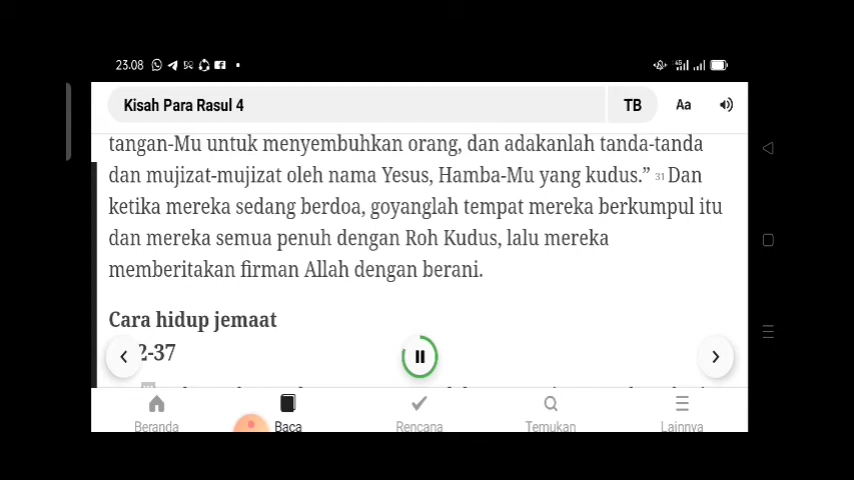 23.08
Kisah Para Rasul 4 TB Aa
tangan-Mu untuk menyembuhkan orang, dan adakanlah tanda-tanda
dan mujizat-mujizat oleh nama Yesus, Hamba-Mu yang kudus.” 31 Dan
ketika mereka sedang berdoa, goyanglah tempat mereka berkumpul itu
dan mereka semua penuh dengan Roh Kudus, lalu mereka
memberitakan firman Allah dengan berani.
Cara hidup jemaat
2-37
Beranda Baca Rencana Temukan Lainnya